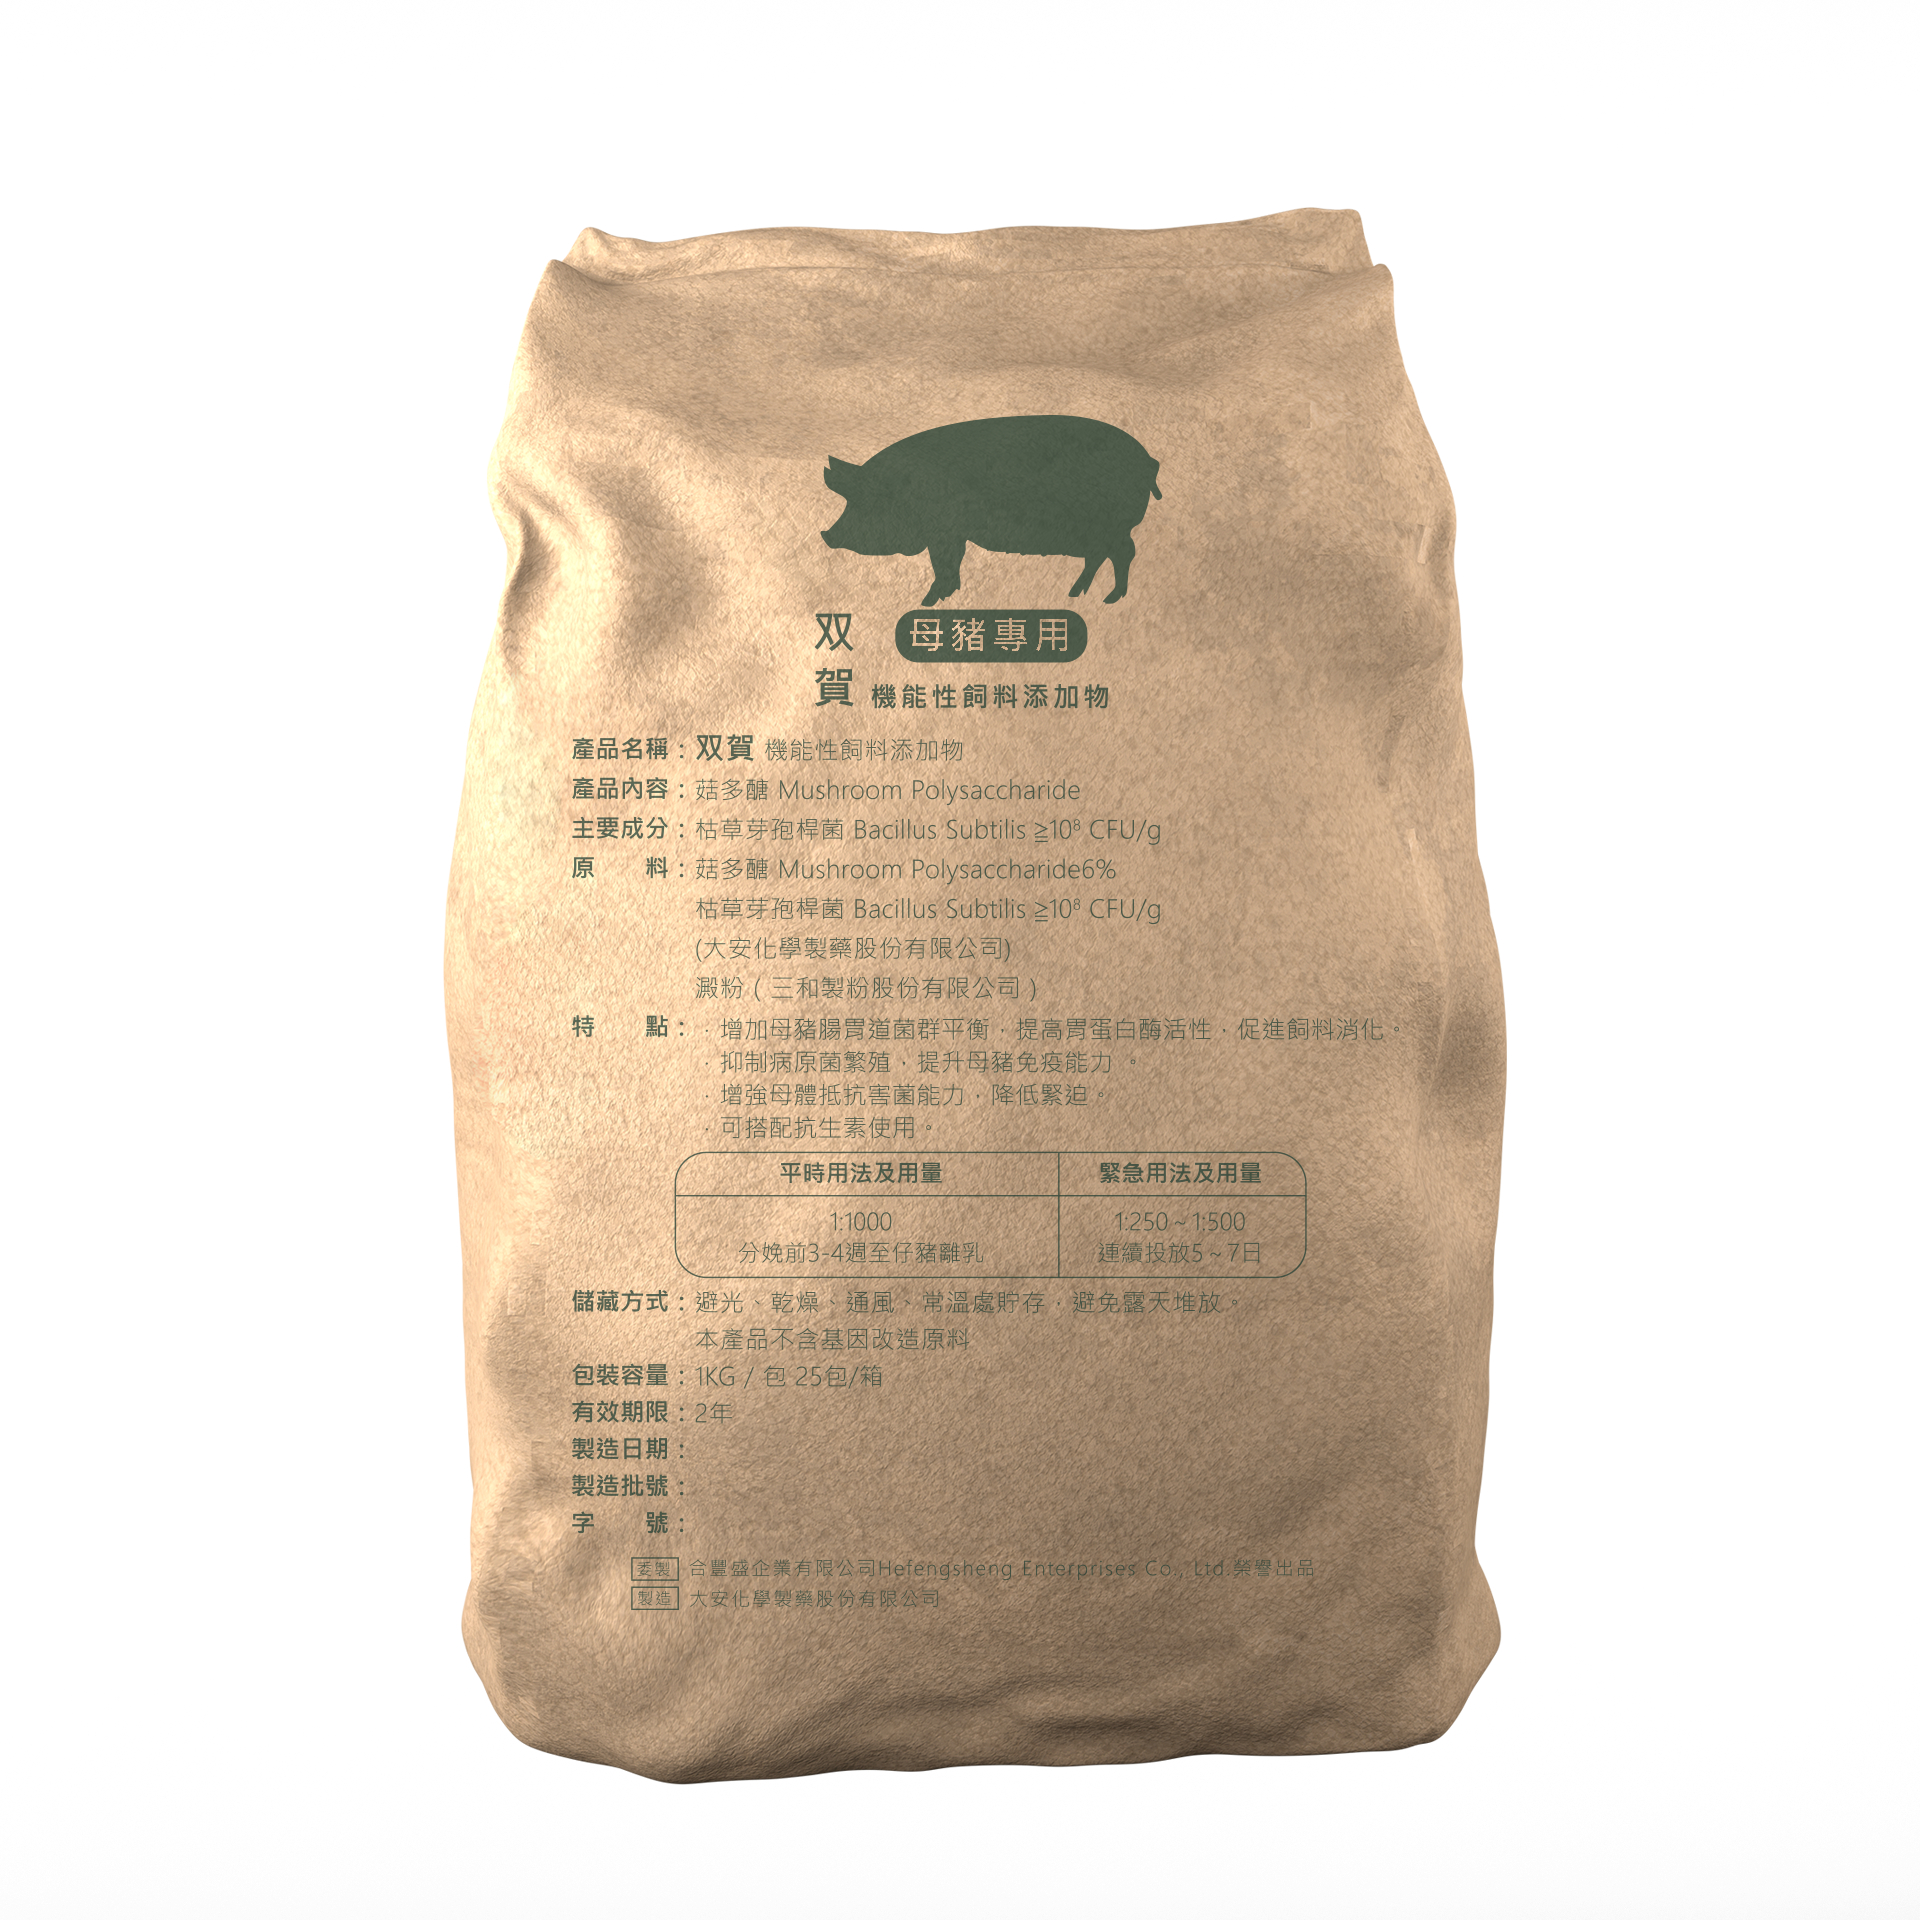 双賀
母豬專用
機能性飼料添加物
產品名稱：双賀 機能性飼料添加物
產品內容：菇多醣 Mushroom Polysaccharide
主要成分：枯草芽孢桿菌 Bacillus Subtilis ≧10⁸ CFU/g
原　　料：菇多醣 Mushroom Polysaccharide6%
枯草芽孢桿菌 Bacillus Subtilis ≧10⁸ CFU/g
(大安化學製藥股份有限公司)
澱粉（三和製粉股份有限公司）
特　　點：．增加母豬腸胃道菌群平衡，提高胃蛋白酶活性，促進飼料消化。
．抑制病原菌繁殖，提升母豬免疫能力 。
．增強母體抵抗害菌能力，降低緊迫。
．可搭配抗生素使用。
平時用法及用量 緊急用法及用量
1:1000 1:250~1:500
分娩前3-4週至仔豬離乳 連續投放5~7日
儲藏方式：避光、乾燥、通風、常溫處貯存，避免露天堆放。
本產品不含基因改造原料
包裝容量：1KG / 包 25包/箱
有效期限：2年
製造日期：
製造批號：
字　　號：
委製 合豐盛企業有限公司Hefengsheng Enterprises Co., Ltd.榮譽出品
製造 大安化學製藥股份有限公司